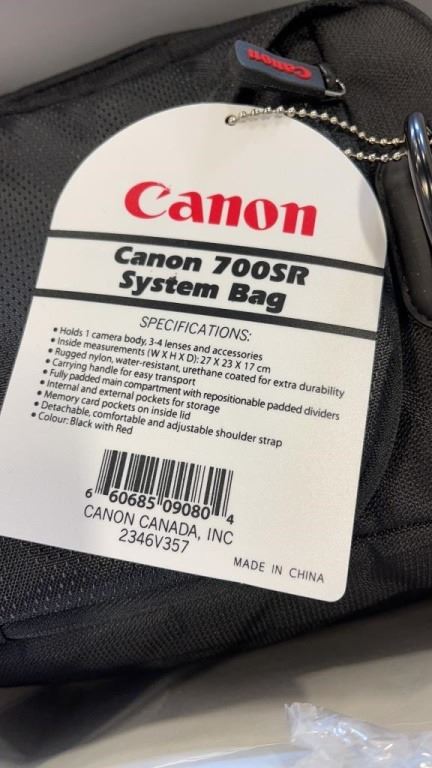 Canon
Canon
Canon 700SR
System Bag
SPECIFICATIONS:
• Holds 1 camera body, 3-4 lenses and accessories
• Inside measurements (W X H X D): 27 X 23 X 17 cm
• Rugged nylon, water-resistant, urethane coated for extra durability
• Carrying handle for easy transport
• Fully padded main compartment with repositionable padded dividers
• Internal and external pockets for storage
• Memory card pockets on inside lid
• Detachable, comfortable and adjustable shoulder strap
• Colour: Black with Red
6 60685 09080 4
CANON CANADA, INC
2346V357
MADE IN CHINA